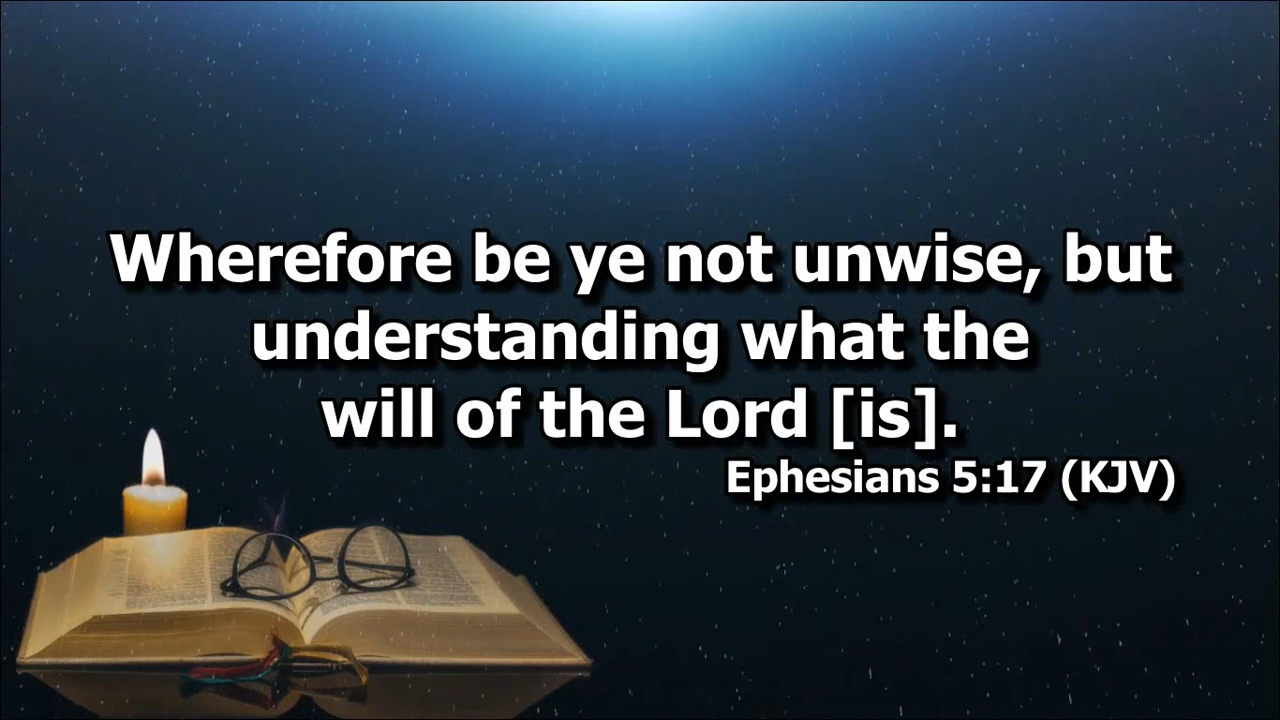 Wherefore be ye not unwise, but
understanding what the
will of the Lord [is].
Ephesians 5:17 (KJV)